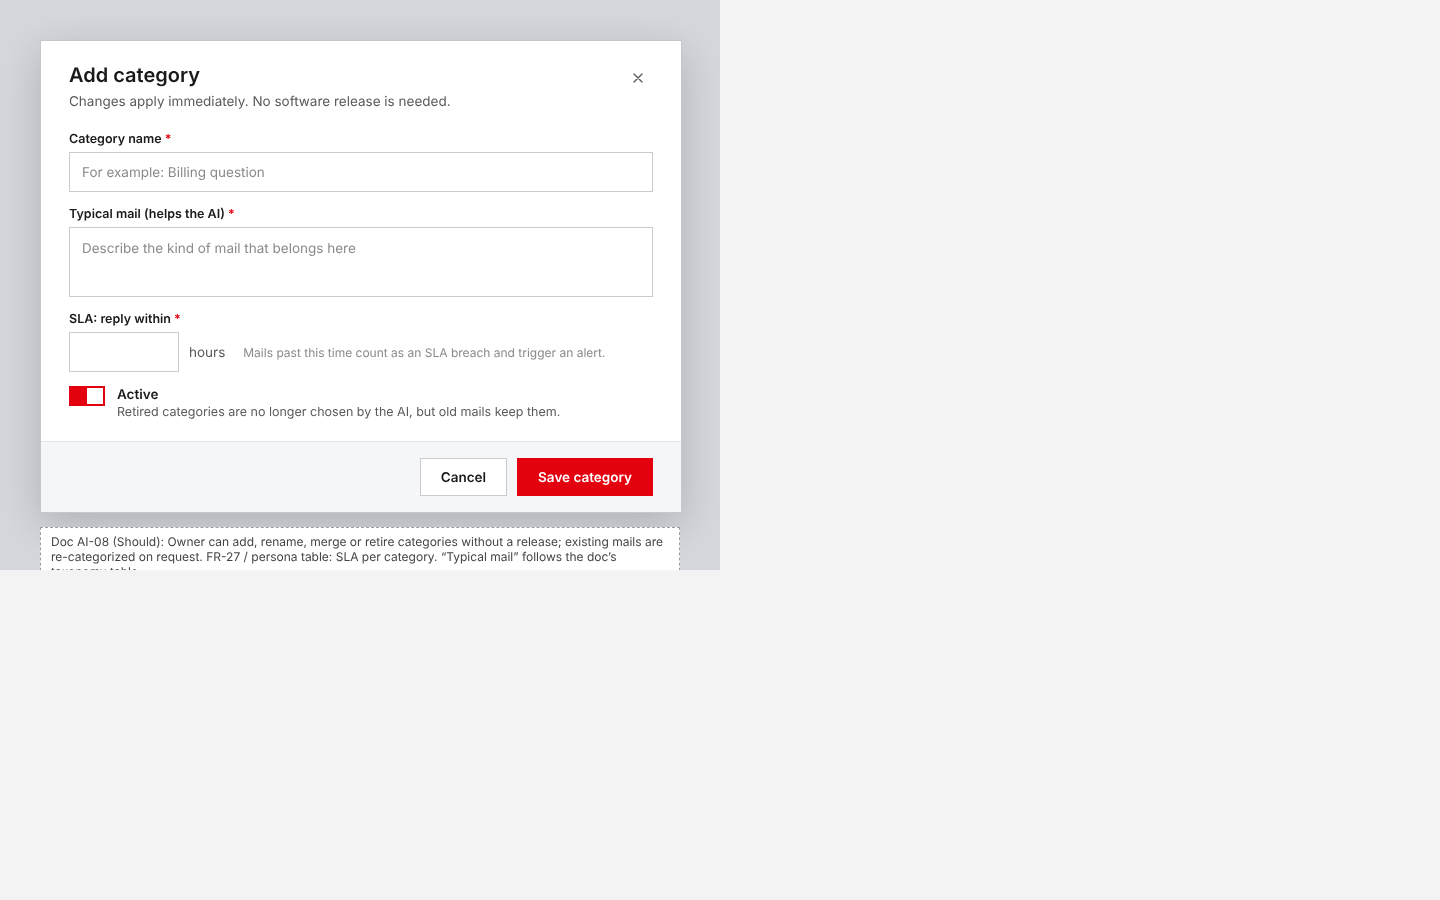 Add category
×
Changes apply immediately. No software release is needed.
Category name *
For example: Billing question
Typical mail (helps the AI) *
Describe the kind of mail that belongs here
SLA: reply within *
hours
Mails past this time count as an SLA breach and trigger an alert.
Active
Retired categories are no longer chosen by the AI, but old mails keep them.
Cancel
Save category
Doc AI-08 (Should): Owner can add, rename, merge or retire categories without a release; existing mails are
re-categorized on request. FR-27 / persona table: SLA per category. “Typical mail” follows the doc’s